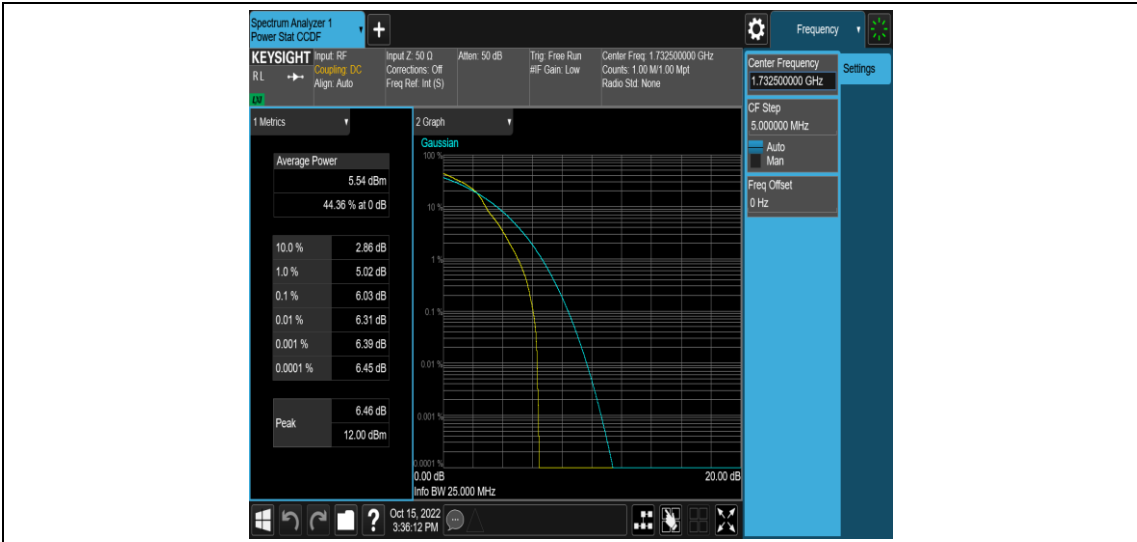 Spectrum Analyzer 1
Power Stat CCDF
+
Frequency
KEYSIGHT
RL
LXI
Input: RF
Coupling: DC
Align: Auto
Input Z: 50 Ω
Corrections: Off
Freq Ref: Int (S)
Atten: 50 dB
Trig: Free Run
#IF Gain: Low
Center Freq: 1.732500000 GHz
Counts: 1.00 M/1.00 Mpt
Radio Std: None
Center Frequency
1.732500000 GHz
Settings
CF Step
5.000000 MHz
Auto
Man
Freq Offset
0 Hz
1 Metrics
Average Power
5.54 dBm
44.36 % at 0 dB
10.0 % 2.86 dB
1.0 % 5.02 dB
0.1 % 6.03 dB
0.01 % 6.31 dB
0.001 % 6.39 dB
0.0001 % 6.45 dB
Peak
6.46 dB
12.00 dBm
2 Graph
Gaussian
100 %
10 %
1 %
0.1 %
0.01 %
0.001 %
0.0001 %
0.00 dB 20.00 dB
Info BW 25.000 MHz
?
Oct 15, 2022
3:36:12 PM